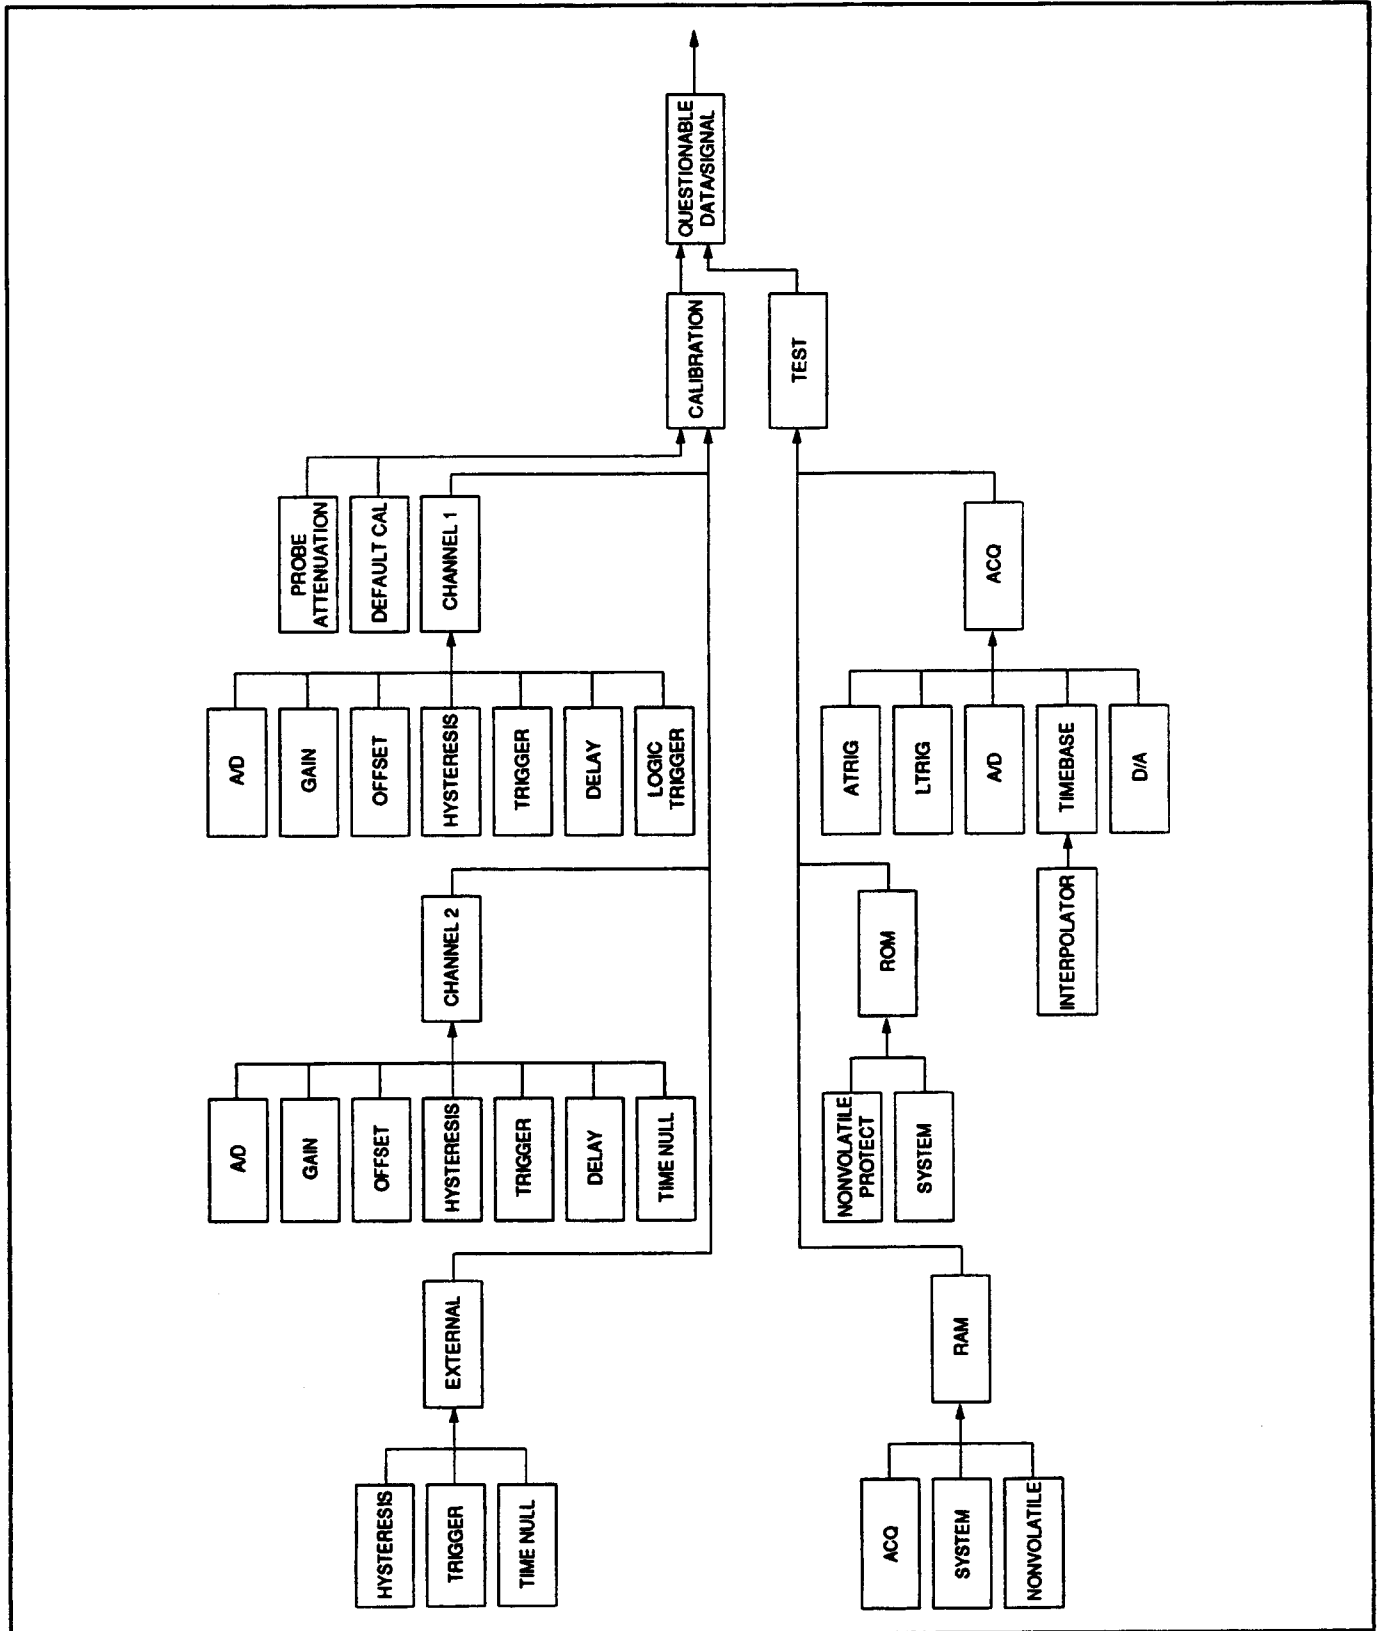 HYSTERESIS
TRIGGER
TIME NULL
EXTERNAL
A/D
GAIN
OFFSET
HYSTERESIS
TRIGGER
DELAY
TIME NULL
CHANNEL 2
A/D
GAIN
OFFSET
HYSTERESIS
TRIGGER
DELAY
LOGIC
TRIGGER
PROBE
ATTENUATION
DEFAULT CAL
CHANNEL 1
CALIBRATION
QUESTIONABLE
DATA/SIGNAL
ACQ
SYSTEM
NONVOLATILE
RAM
NONVOLATILE
PROTECT
SYSTEM
ROM
INTERPOLATOR
ATRIG
LTRIG
A/D
TIMEBASE
D/A
ACQ
TEST